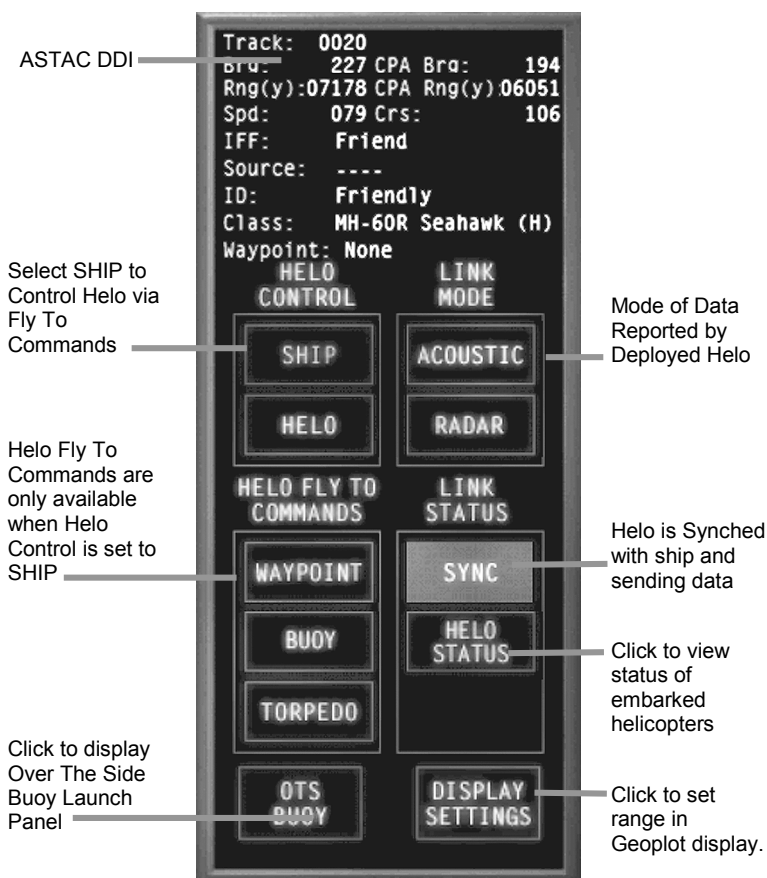 ASTAC DDI
Track: 0020
Brg: 227 CPA Brg: 194
Rng(y):07178 CPA Rng(y):06051
Spd: 079 Crs: 106
IFF: Friend
Source: ----
ID: Friendly
Class: MH-60R Seahawk (H)
Waypoint: None
HELO
CONTROL
LINK
MODE
Select SHIP to
Control Helo via
Fly To
Commands
SHIP
HELO
ACOUSTIC
RADAR
Mode of Data
Reported by
Deployed Helo
Helo Fly To
Commands are
only available
when Helo
Control is set to
SHIP
HELO FLY TO
COMMANDS
WAYPOINT
BUOY
TORPEDO
LINK
STATUS
SYNC
HELO
STATUS
Helo is Synched
with ship and
sending data
Click to view
status of
embarked
helicopters
Click to display
Over The Side
Buoy Launch
Panel
OTS
BUOY
DISPLAY
SETTINGS
Click to set
range in
Geoplot display.